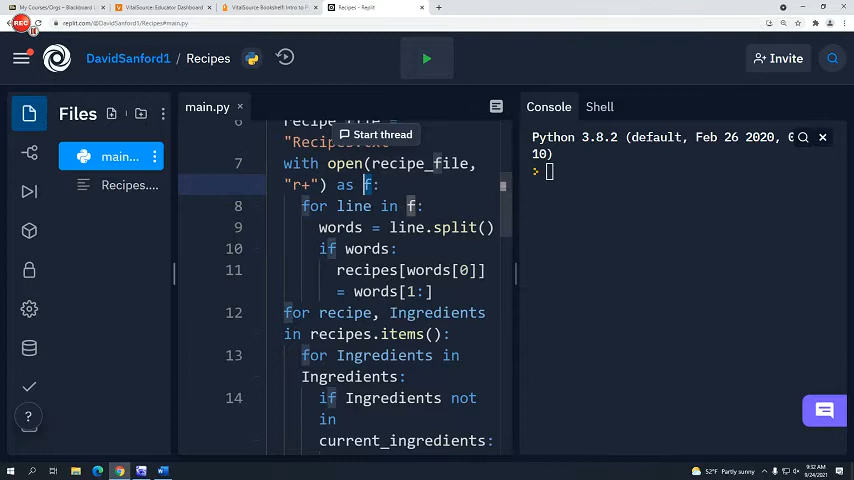 My Courses/Orgs – Blackboard L
VitalSource: Educator Dashboard
VitalSource Bookshelf: Intro to P
Recipes - Replit
REC
replit.com/@DavidSanford1/Recipes#main.py
DavidSanford1 / Recipes
Invite
Files
main.py
Console
Shell
main...
Recipes....
6 recipe_file =
Start thread
"Recipes.txt"
7 with open(recipe_file,
"r+") as f:
8 for line in f:
9 words = line.split()
10 if words:
11 recipes[words[0]]
= words[1:]
12 for recipe, Ingredients
in recipes.items():
13 for Ingredients in
Ingredients:
14 if Ingredients not
in
current_ingredients:
Python 3.8.2 (default, Feb 26 2020, 0
10)
?
52°F Partly sunny
9:32 AM
9/24/2021